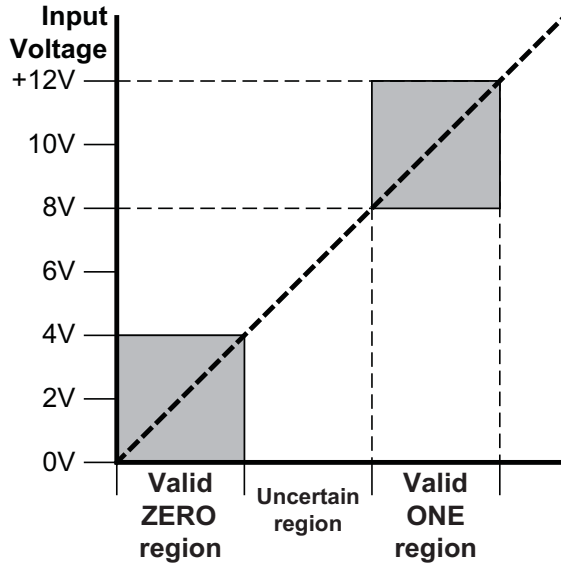 Input
Voltage
+12V
10V
8V
6V
4V
2V
0V
Valid
ZERO
region
Uncertain
region
Valid
ONE
region